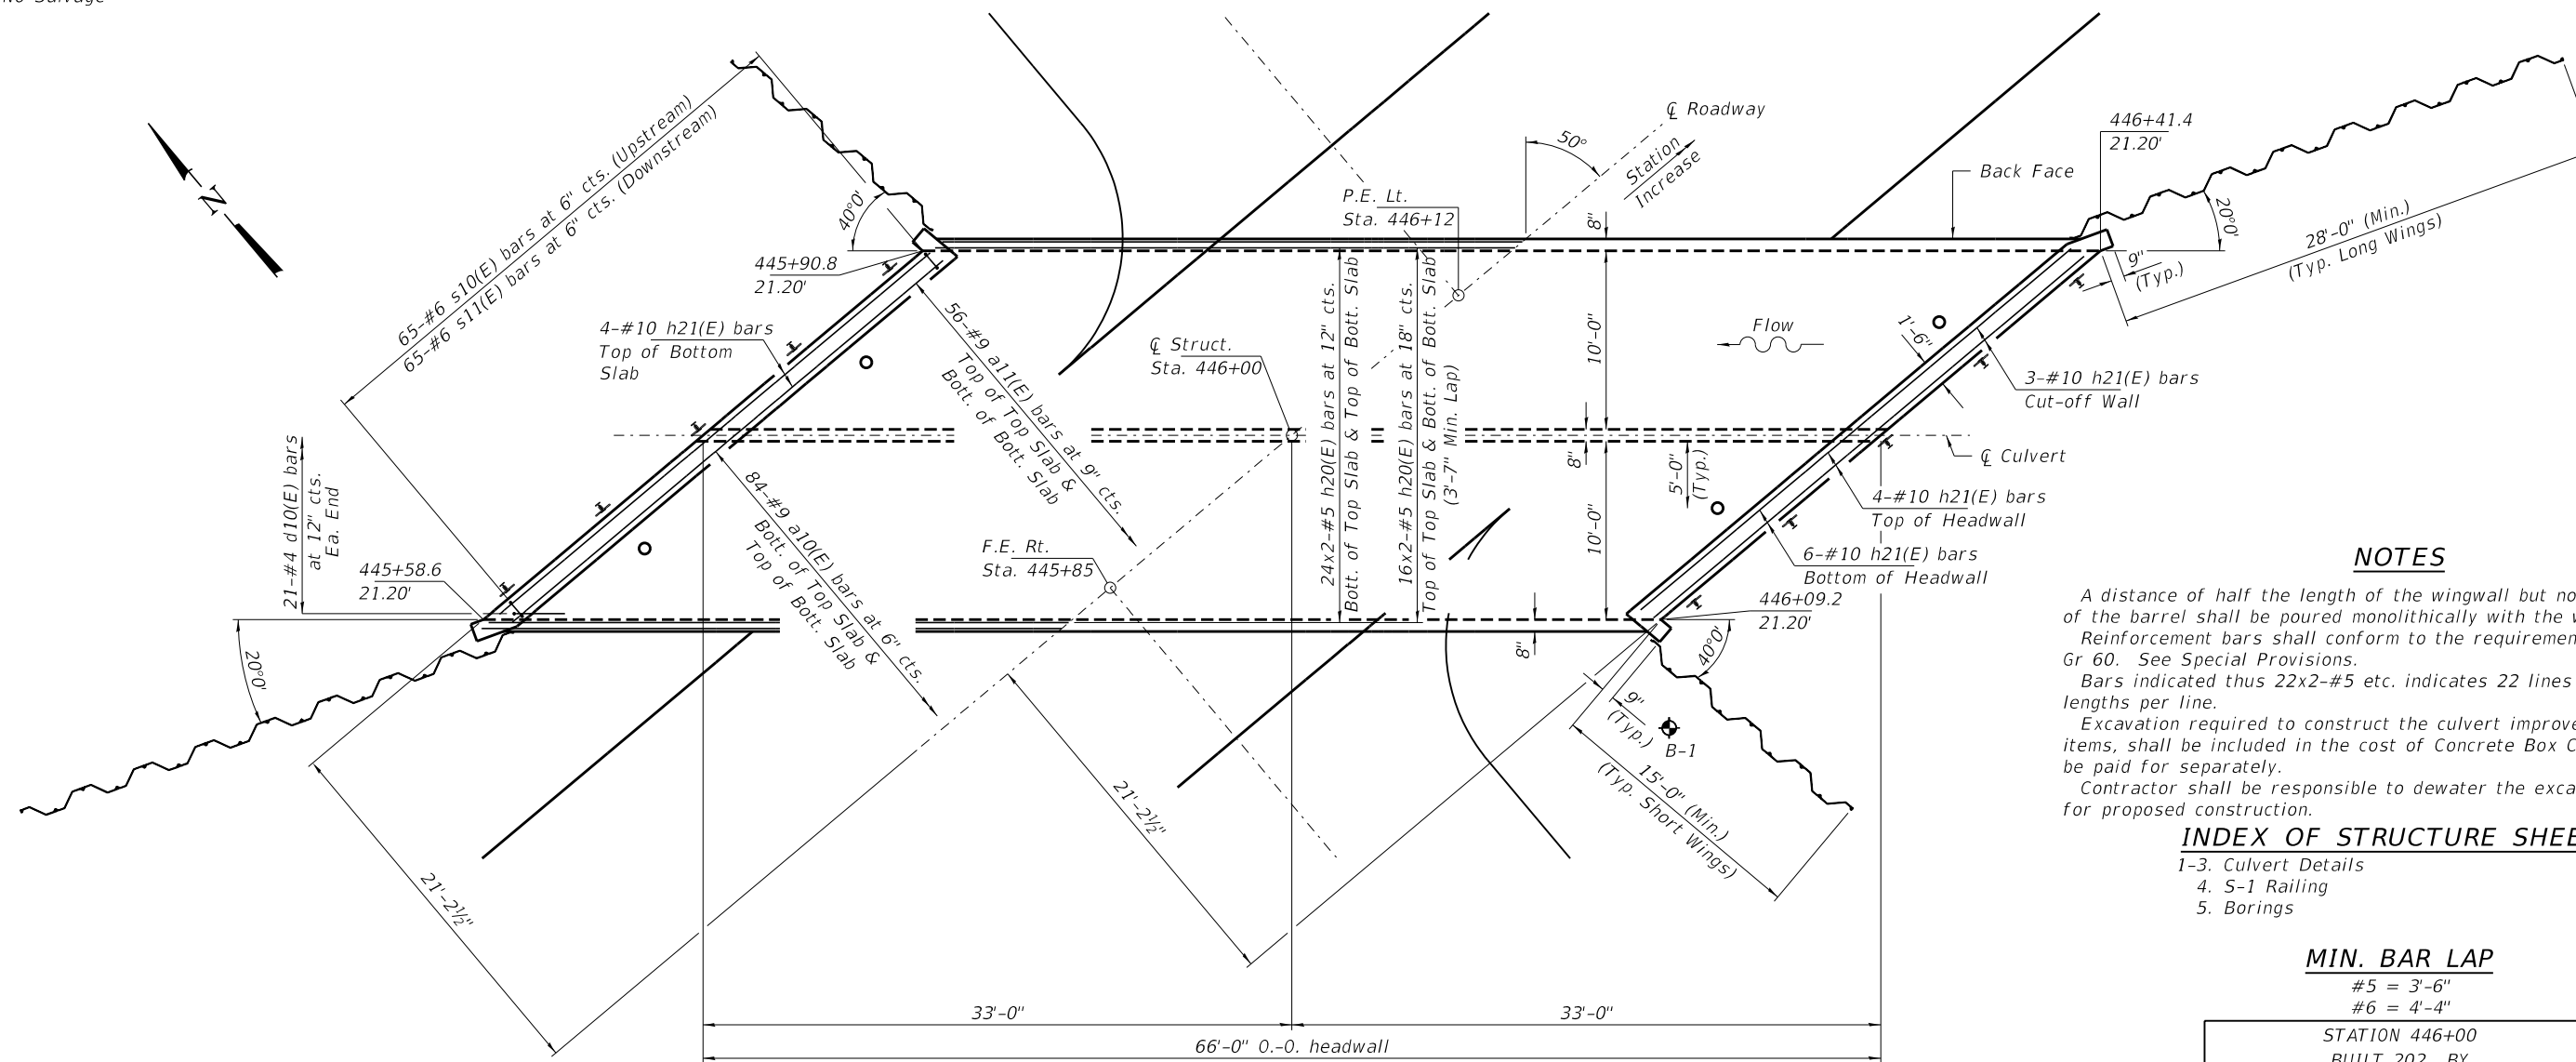 No Salvage
65-#6 s10(E) bars at 6" cts. (Upstream)
65-#6 s11(E) bars at 6" cts. (Downstream)
N
40°0'
445+90.8
21.20'
4-#10 h21(E) bars
Top of Bottom
Slab
56-#9 a11(E) bars at 9" cts.
Top of Top Slab &
Bott. of Bott. Slab
℄ Struct.
Sta. 446+00
P.E. Lt.
Sta. 446+12
℄ Roadway
50°
Station
Increase
8"
Back Face
446+41.4
21.20'
20°0'
28'-0" (Min.)
(Typ. Long Wings)
9"
(Typ.)
24x2-#5 h20(E) bars at 12" cts.
Bott. of Top Slab & Top of Bott. Slab
16x2-#5 h20(E) bars at 18" cts.
Top of Top Slab & Bott. of Bott. Slab
(3'-7" Min. Lap)
10'-0"
Flow
1'-6"
3-#10 h21(E) bars
Cut-off Wall
8"
5'-0"
(Typ.)
℄ Culvert
4-#10 h21(E) bars
Top of Headwall
10'-0"
6-#10 h21(E) bars
Bottom of Headwall
446+09.2
21.20'
21-#4 d10(E) bars
at 12" cts.
Ea. End
445+58.6
21.20'
84-#9 a10(E) bars at 6" cts.
Bott. of Top Slab &
Top of Bott. Slab
F.E. Rt.
Sta. 445+85
8"
40°0'
20°0'
9"
(Typ.)
B-1
15'-0" (Min.)
(Typ. Short Wings)
21'-2½"
21'-2½"
33'-0"
33'-0"
66'-0" O.-O. headwall
NOTES
A distance of half the length of the wingwall but no
of the barrel shall be poured monolithically with the
Reinforcement bars shall conform to the
Gr 60. See Special Provisions.
Bars indicated thus 22x2-#5 etc. indicates 22 lines
lengths per line.
Excavation required to construct the culvert
items, shall be included in the cost of Concrete Box
be paid for separately.
Contractor shall be responsible to dewater the
for proposed construction.
INDEX OF STRUCTURE SHEE
1-3. Culvert Details
4. S-1 Railing
5. Borings
MIN. BAR LAP
#5 = 3'-6"
#6 = 4'-4"
STATION 446+00
BUILT 202_ BY